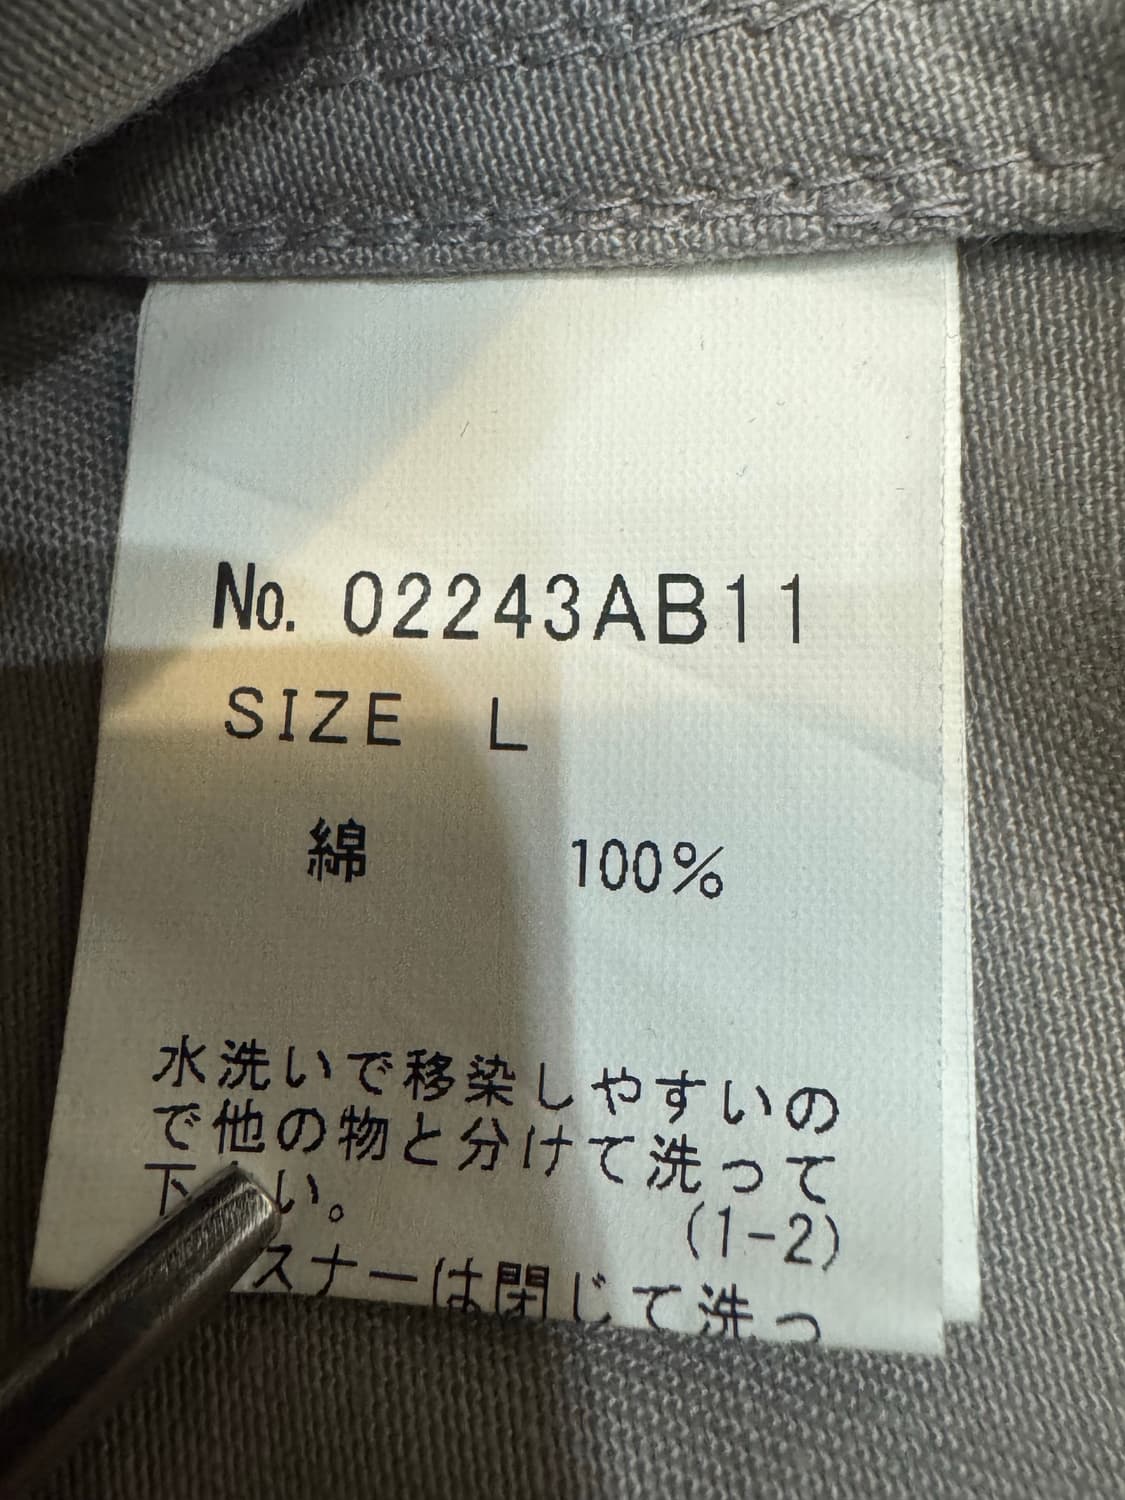 No. 02243AB11
SIZE L
綿 100%
水洗いで移染しやすいの
で他の物と分けて洗って
下 い。
(1-2)
スナーは閉じて洗っ